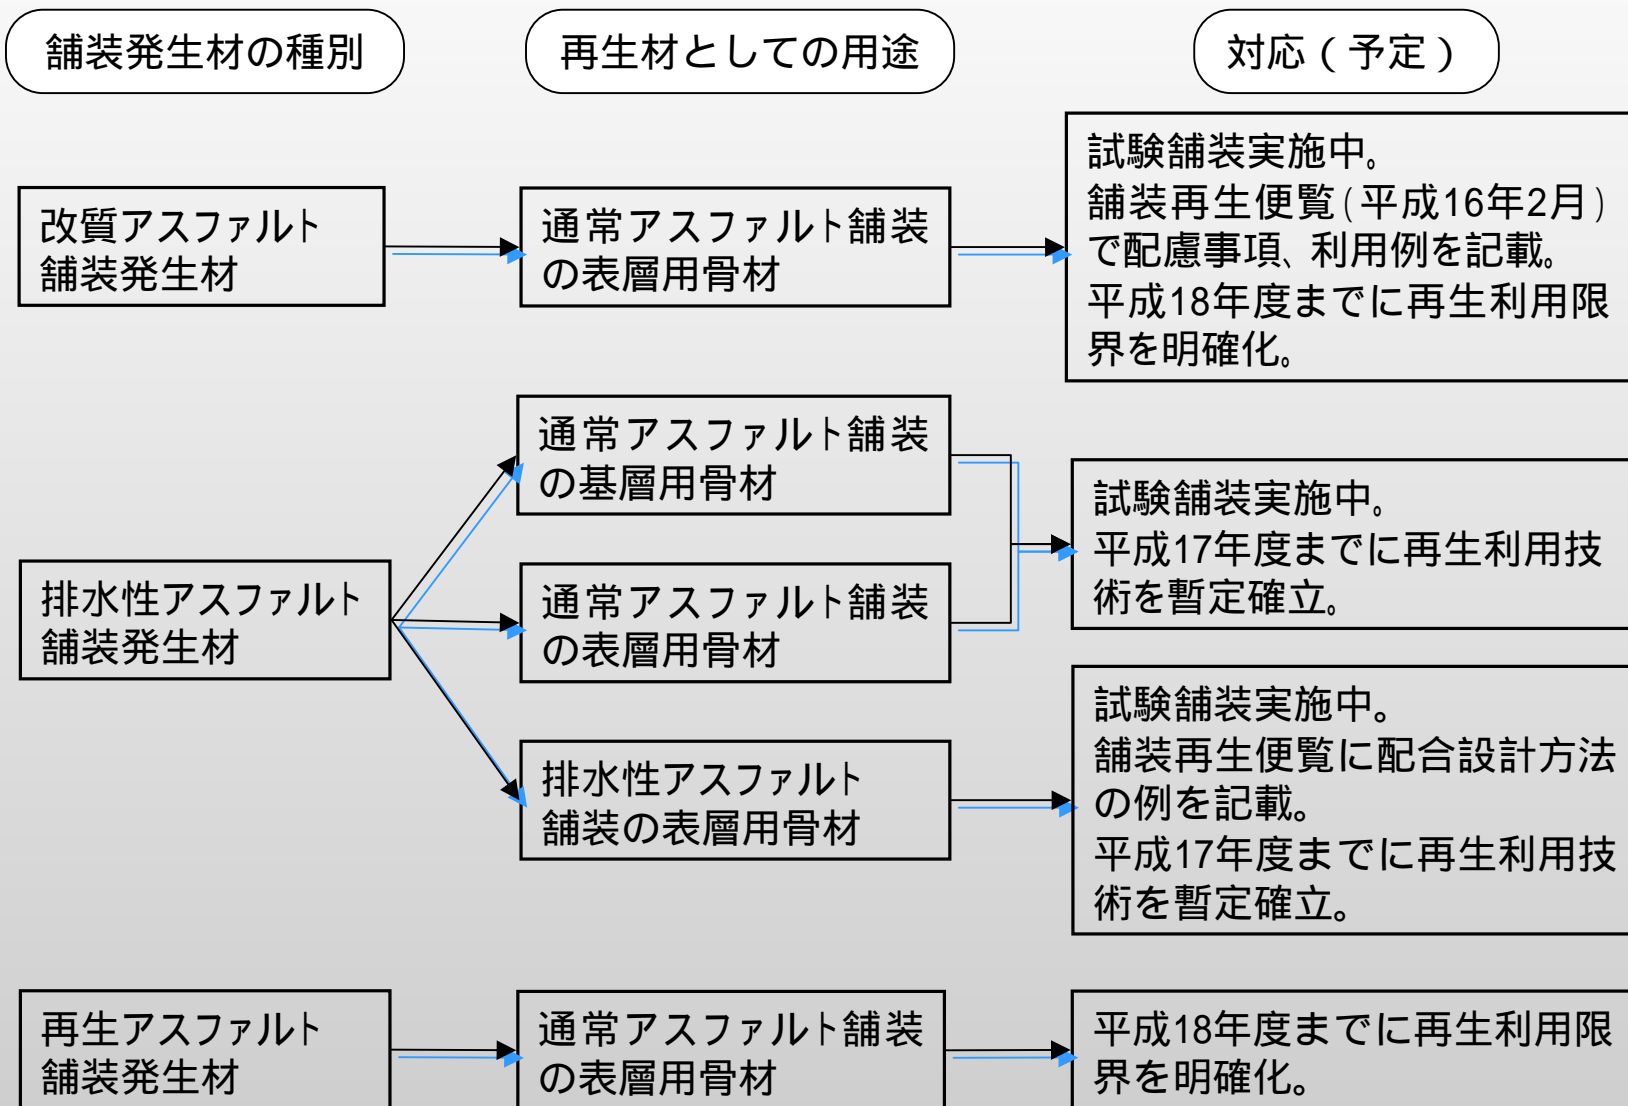 舗装発生材の種別
再生材としての用途
対応（予定）
改質アスファルト
舗装発生材
通常アスファルト舗装
の表層用骨材
試験舗装実施中。
舗装再生便覧(平成16年2月)
で配慮事項、利用例を記載。
平成18年度までに再生利用限
界を明確化。
排水性アスファルト
舗装発生材
通常アスファルト舗装
の基層用骨材
通常アスファルト舗装
の表層用骨材
試験舗装実施中。
平成17年度までに再生利用技
術を暫定確立。
排水性アスファルト
舗装の表層用骨材
試験舗装実施中。
舗装再生便覧に配合設計方法
の例を記載。
平成17年度までに再生利用技
術を暫定確立。
再生アスファルト
舗装発生材
通常アスファルト舗装
の表層用骨材
平成18年度までに再生利用限
界を明確化。